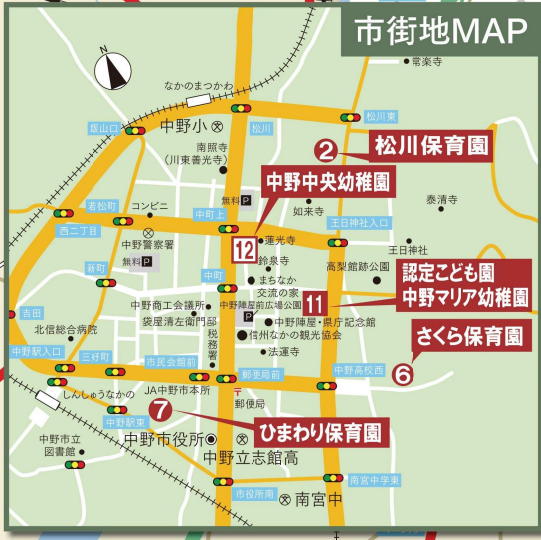 市街地MAP
N
常楽寺
なかのまつかわ
中野小
飯山口
松川
松川東
南照寺
(川東善光寺)
2
松川保育園
中野中央幼稚園
無料P
若松町
コンビニ
中町上
如来寺
泰清寺
西二丁目
王日神社入口
中野警察署
12
蓮光寺
王日神社
無料P
鈴泉寺
高梨館跡公園
新町
中町
まちなか
交流の家
認定こども園
中野マリア幼稚園
11
中野商工会議所
中野陣屋前広場公園
P
吉田
袋屋清左衛門邸
中野陣屋・県庁記念館
北信総合病院
税務署
信州なかの観光協会
さくら保育園
中野駅入口
三好町
市民会館前
法運寺
6
郵便局前
中野高校西
JA中野市本所
しんしゅうなかの
郵便局
7
中野駅東
ひまわり保育園
中野市立
図書館
中野市役所
中野立志館高
市役所南
南宮中
南宮中学東